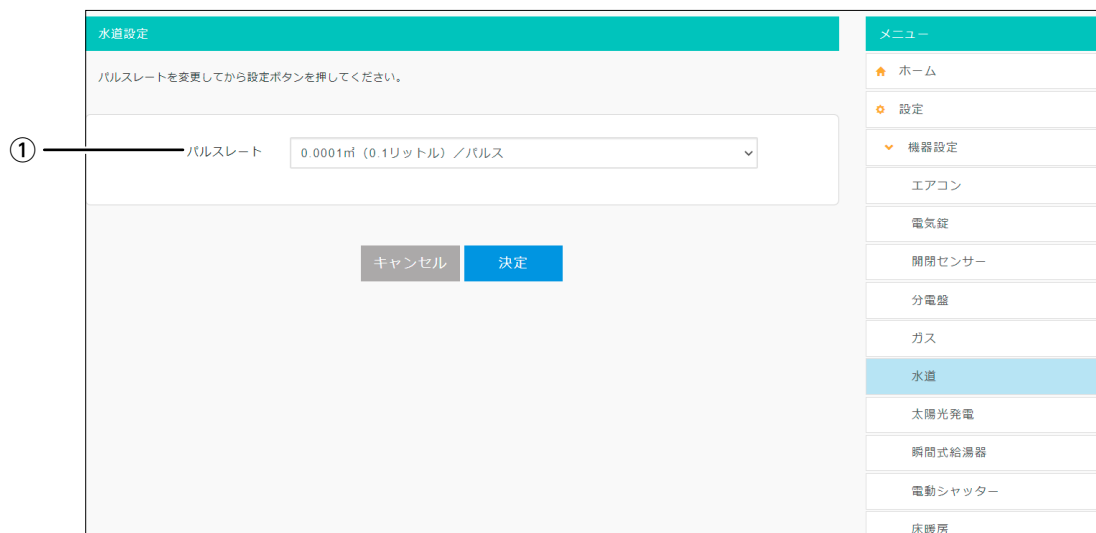 水道設定
パルスレートを変更してから設定ボタンを押してください。
① パルスレート 0.0001㎥（0.1リットル）／パルス
キャンセル 決定
メニュー
ホーム
設定
機器設定
エアコン
電気錠
開閉センサー
分電盤
ガス
水道
太陽光発電
瞬間式給湯器
電動シャッター
床暖房